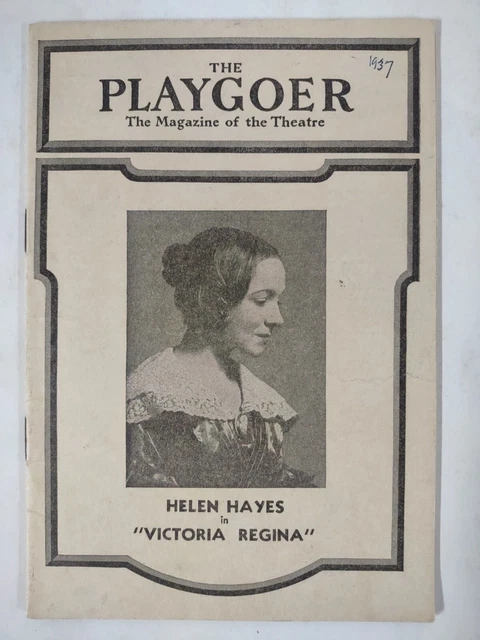 THE
1937
PLAYGOER
The Magazine of the Theatre
HELEN HAYES
in
"VICTORIA REGINA"